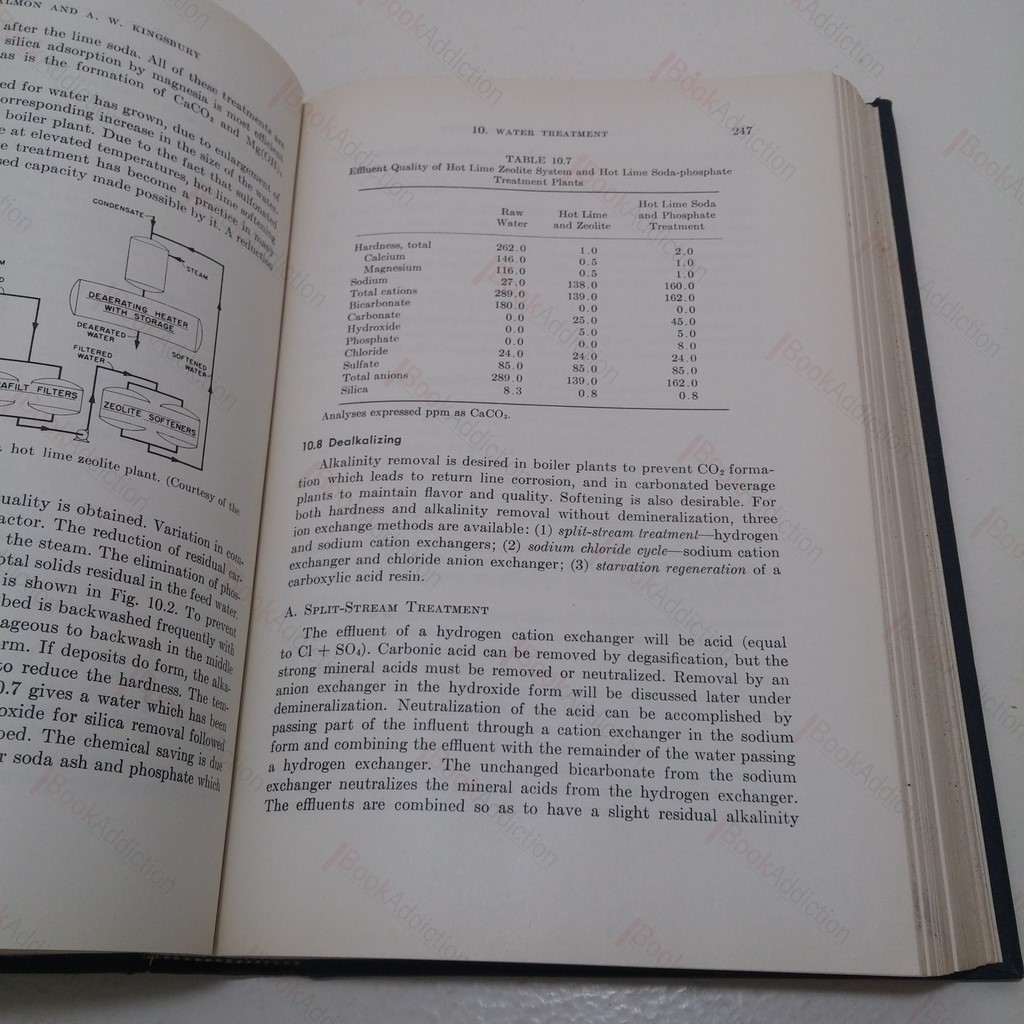 ALMON AND A. W. KINGSBURY
after the lime soda. All of these treatments are
silica adsorption by magnesia is most efficient
as is the formation of CaCO₃ and Mg(OH)₂
ed for water has grown, due to enlargement of
orresponding increase in the size of the water
boiler plant. Due to the fact that sulfonated
e at elevated temperatures, hot lime softening
e treatment has become a practice in many
sed capacity made possible by it. A reduction
CONDENSATE
STEAM
M
DEAERATING HEATER
WITH STORAGE
DEAERATED
WATER
FILTERED
WATER
SOFTENED
WATER
AFILT FILTERS
ZEOLITE SOFTENERS
hot lime zeolite plant. (Courtesy of the
uality is obtained. Variation in com-
actor. The reduction of residual car-
the steam. The elimination of phos-
otal solids residual in the feed water.
is shown in Fig. 10.2. To prevent
bed is backwashed frequently with
ageous to backwash in the middle
rm. If deposits do form, the alka-
to reduce the hardness. The tem-
0.7 gives a water which has been
oxide for silica removal followed
bed. The chemical saving is due
r soda ash and phosphate which
10. WATER TREATMENT 247
TABLE 10.7
Effluent Quality of Hot Lime Zeolite System and Hot Lime Soda-phosphate
Treatment Plants
Raw Water Hot Lime and Zeolite Hot Lime Soda and Phosphate Treatment
Hardness, total 262.0 1.0 2.0
Calcium 146.0 0.5 1.0
Magnesium 116.0 0.5 1.0
Sodium 27.0 138.0 160.0
Total cations 289.0 139.0 162.0
Bicarbonate 180.0 0.0 0.0
Carbonate 0.0 25.0 45.0
Hydroxide 0.0 5.0 5.0
Phosphate 0.0 0.0 8.0
Chloride 24.0 24.0 24.0
Sulfate 85.0 85.0 85.0
Total anions 289.0 139.0 162.0
Silica 8.3 0.8 0.8
Analyses expressed ppm as CaCO₃.
10.8 Dealkalizing
Alkalinity removal is desired in boiler plants to prevent CO₂ forma-
tion which leads to return line corrosion, and in carbonated beverage
plants to maintain flavor and quality. Softening is also desirable. For
both hardness and alkalinity removal without demineralization, three
ion exchange methods are available: (1) split-stream treatment—hydrogen
and sodium cation exchangers; (2) sodium chloride cycle—sodium cation
exchanger and chloride anion exchanger; (3) starvation regeneration of a
carboxylic acid resin.
A. SPLIT-STREAM TREATMENT
The effluent of a hydrogen cation exchanger will be acid (equal
to Cl + SO₄). Carbonic acid can be removed by degasification, but the
strong mineral acids must be removed or neutralized. Removal by an
anion exchanger in the hydroxide form will be discussed later under
demineralization. Neutralization of the acid can be accomplished by
passing part of the influent through a cation exchanger in the sodium
form and combining the effluent with the remainder of the water passing
a hydrogen exchanger. The unchanged bicarbonate from the sodium
exchanger neutralizes the mineral acids from the hydrogen exchanger.
The effluents are combined so as to have a slight residual alkalinity
BookAddiction